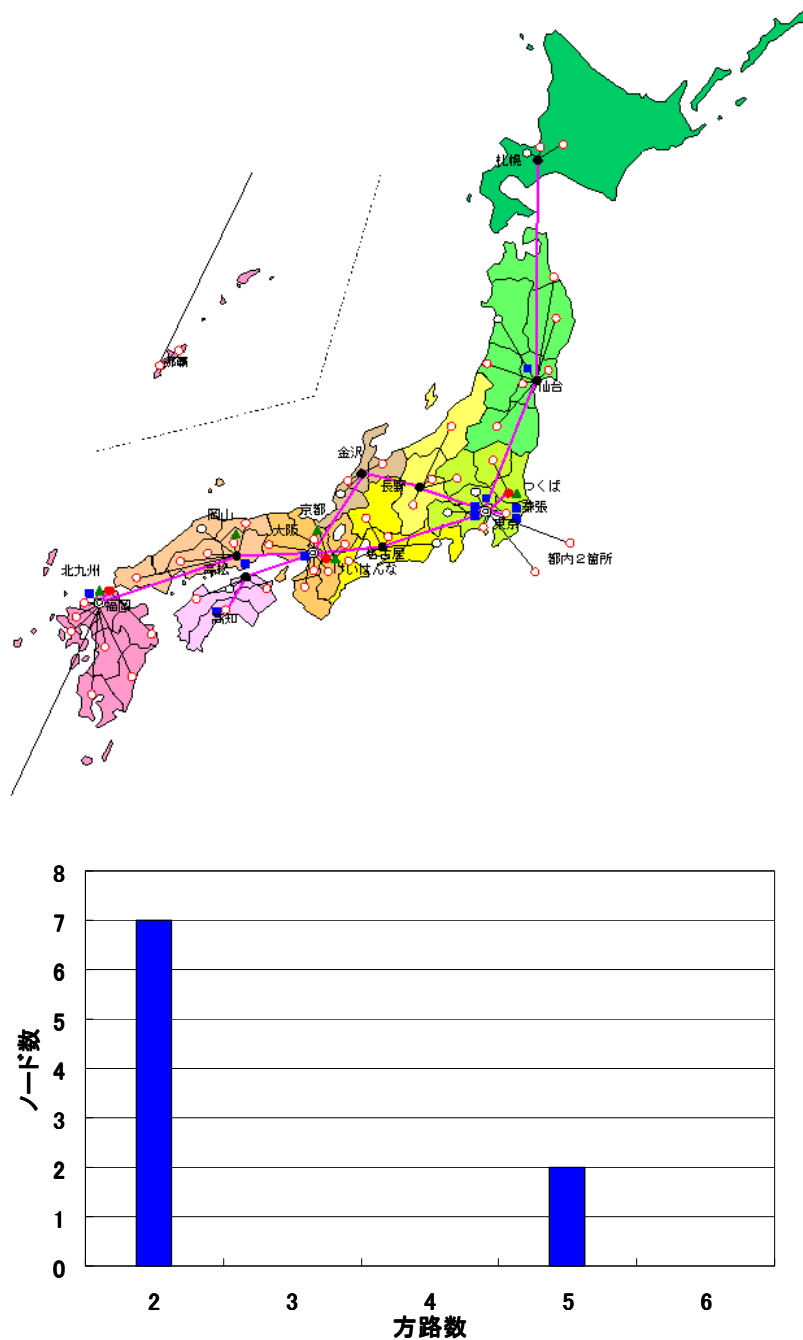 札幌
那覇
仙台
金沢
長野
つくば
幕張
岡山
京都
大阪
東京
名古屋
都内2箇所
北九州
高松
けいはんな
福岡
高知
8
7
6
5
4
3
2
1
0
ノード数
2 3 4 5 6
方路数